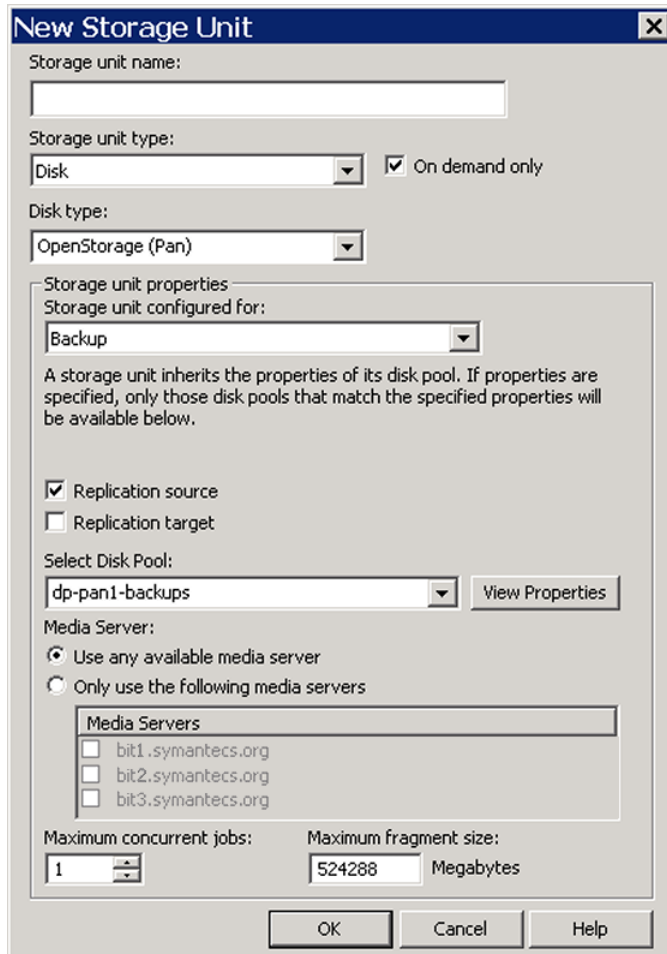 New Storage Unit
Storage unit name:
Storage unit type:
Disk
On demand only
Disk type:
OpenStorage (Pan)
Storage unit properties
Storage unit configured for:
Backup
A storage unit inherits the properties of its disk pool. If properties are
specified, only those disk pools that match the specified properties will
be available below.
Replication source
Replication target
Select Disk Pool:
dp-pan1-backups
View Properties
Media Server:
Use any available media server
Only use the following media servers
Media Servers
bit1.symantecs.org
bit2.symantecs.org
bit3.symantecs.org
Maximum concurrent jobs: Maximum fragment size:
1 524288 Megabytes
OK Cancel Help